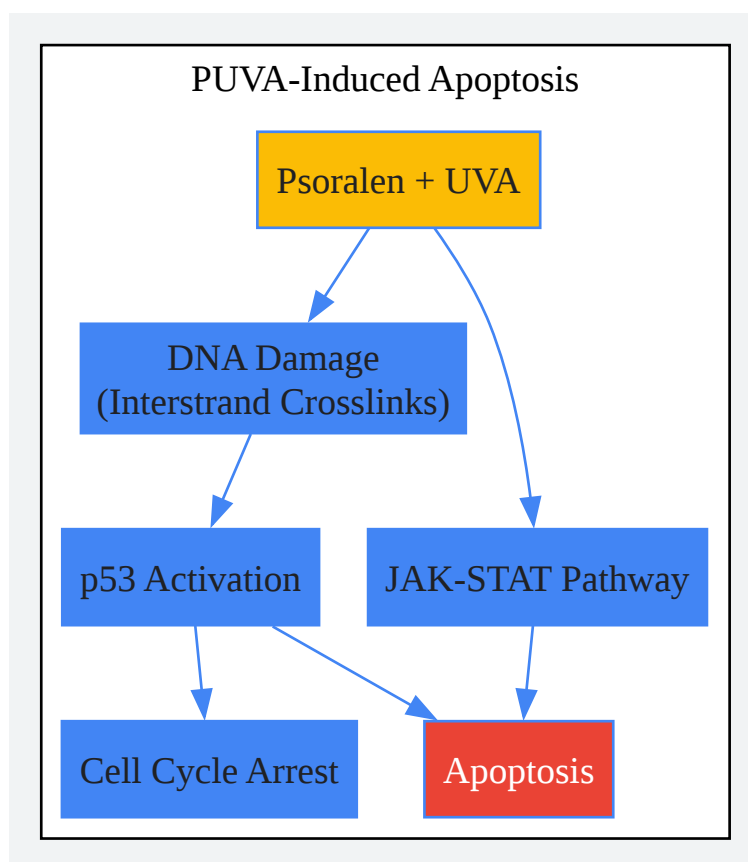 PUVA-Induced Apoptosis
Psoralen + UVA
DNA Damage
(Interstrand Crosslinks)
p53 Activation
JAK-STAT Pathway
Cell Cycle Arrest
Apoptosis